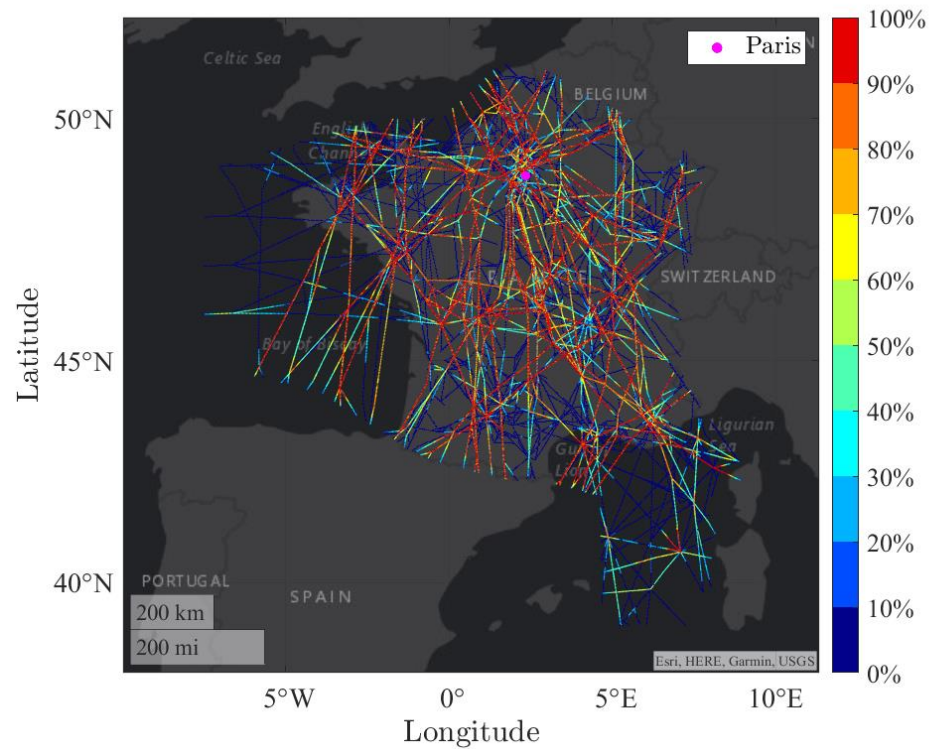 100%
90%
80%
70%
60%
50%
40%
30%
20%
10%
0%
Paris
N
Celtic Sea
BELGIUM
English
Channel
50°N
FRANCE
SWITZERLAND
Bay of Biscay
45°N
Ligurian
Sea
Gulf of
Lion
40°N
PORTUGAL
SPAIN
200 km
200 mi
Esri, HERE, Garmin, USGS
5°W
0°
5°E
10°E
Longitude
Latitude